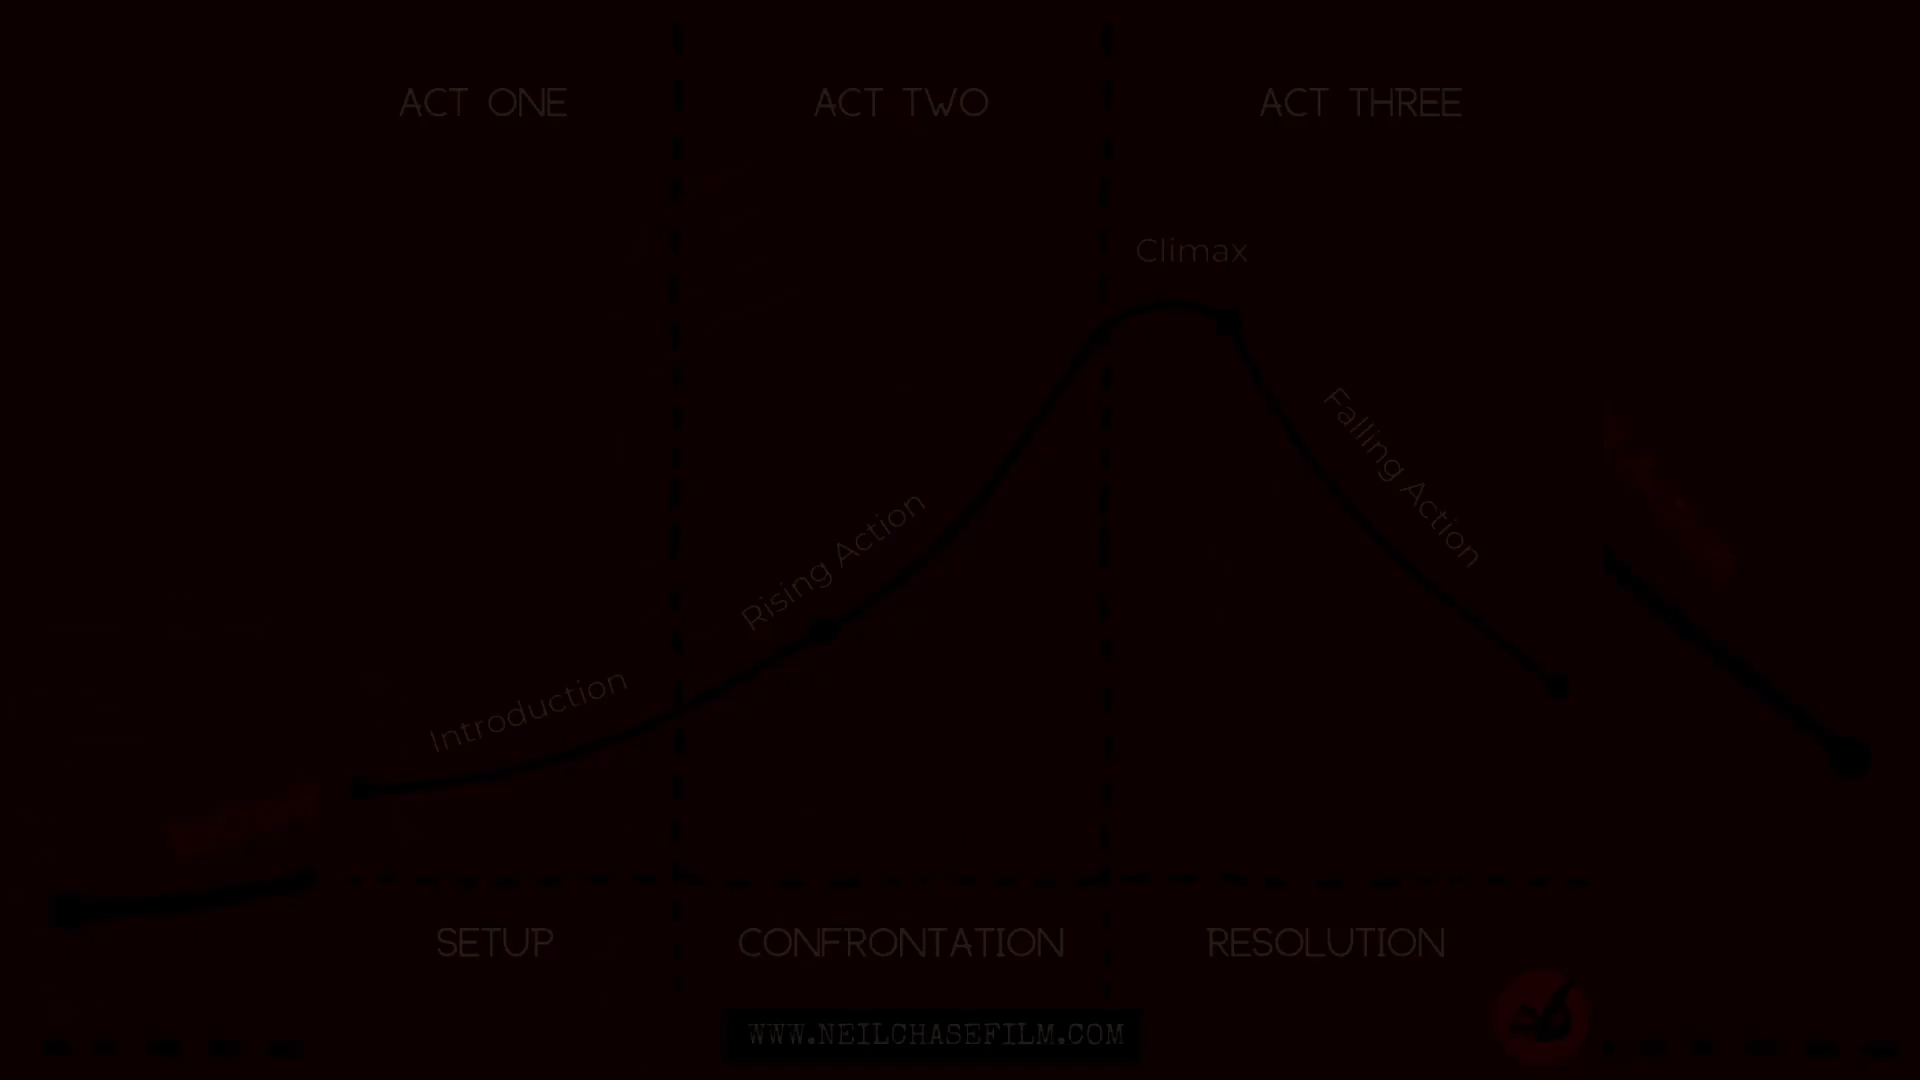 ACT ONE
ACT TWO
ACT THREE
Climax
Falling Action
Rising Action
Introduction
SETUP
CONFRONTATION
RESOLUTION
WWW.NEILCHASEFILM.COM